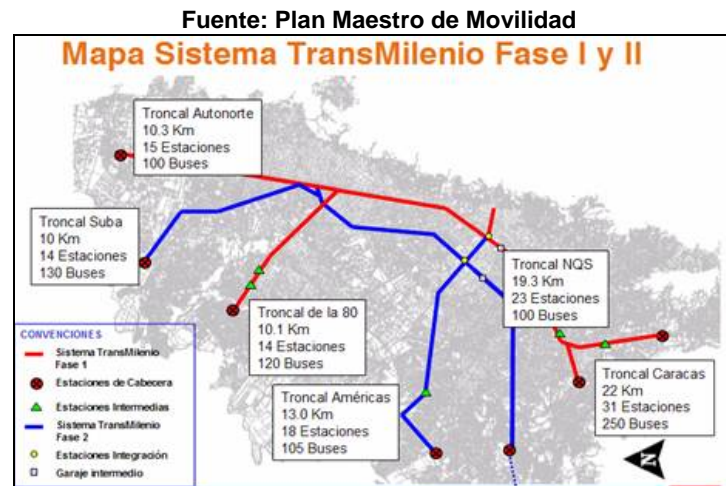 Fuente: Plan Maestro de Movilidad
Mapa Sistema TransMilenio Fase I y II
Troncal Autonorte
10.3 Km
15 Estaciones
100 Buses
Troncal Suba
10 Km
14 Estaciones
130 Buses
Troncal de la 80
10.1 Km
14 Estaciones
120 Buses
Troncal NQS
19.3 Km
23 Estaciones
100 Buses
Troncal Américas
13.0 Km
18 Estaciones
105 Buses
Troncal Caracas
22 Km
31 Estaciones
250 Buses
CONVENCIONES
Sistema TransMilenio
Fase 1
Estaciones de Cabecera
Estaciones Intermedias
Sistema TransMilenio
Fase 2
Estaciones Integración
Garaje intermedio
N